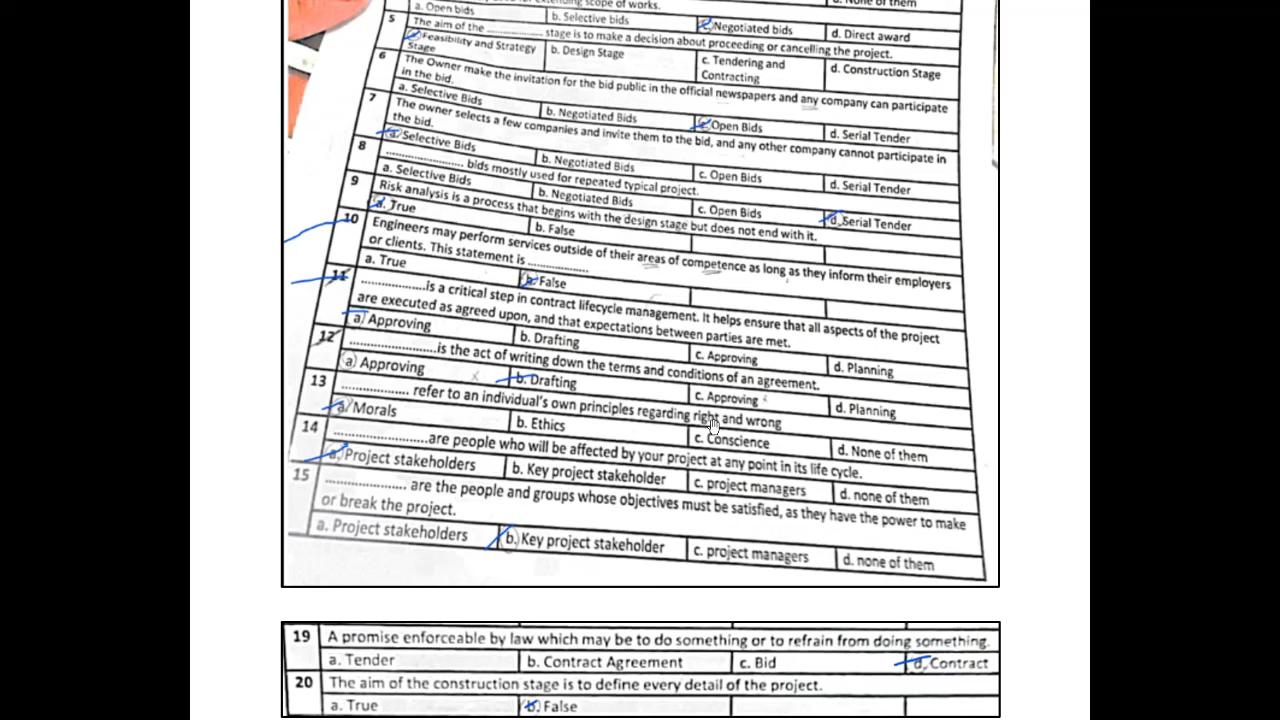 extending scope of works.
d. None of them
a. Open bids b. Selective bids c. Negotiated bids d. Direct award
5 The aim of the ................ stage is to make a decision about proceeding or cancelling the project.
a. Feasibility and Strategy Stage b. Design Stage c. Tendering and Contracting d. Construction Stage
6 The Owner make the invitation for the bid public in the official newspapers and any company can participate
in the bid.
a. Selective Bids b. Negotiated Bids c. Open Bids d. Serial Tender
7 The owner selects a few companies and invite them to the bid, and any other company cannot participate in
the bid.
a. Selective Bids b. Negotiated Bids c. Open Bids d. Serial Tender
8 ...................... bids mostly used for repeated typical project.
a. Selective Bids b. Negotiated Bids c. Open Bids d. Serial Tender
9 Risk analysis is a process that begins with the design stage but does not end with it.
a. True b. False
10 Engineers may perform services outside of their areas of competence as long as they inform their employers
or clients. This statement is .................
a. True b. False
11 ..................is a critical step in contract lifecycle management. It helps ensure that all aspects of the project
are executed as agreed upon, and that expectations between parties are met.
a) Approving b. Drafting c. Approving d. Planning
12 ........................is the act of writing down the terms and conditions of an agreement.
a) Approving b. Drafting c. Approving d. Planning
13 ................... refer to an individual's own principles regarding right and wrong
a. Morals b. Ethics c. Conscience d. None of them
14 ..........................are people who will be affected by your project at any point in its life cycle.
a. Project stakeholders b. Key project stakeholder c. project managers d. none of them
15 ...................... are the people and groups whose objectives must be satisfied, as they have the power to make
or break the project.
a. Project stakeholders b. Key project stakeholder c. project managers d. none of them
19 A promise enforceable by law which may be to do something or to refrain from doing something.
a. Tender b. Contract Agreement c. Bid d. Contract
20 The aim of the construction stage is to define every detail of the project.
a. True b. False